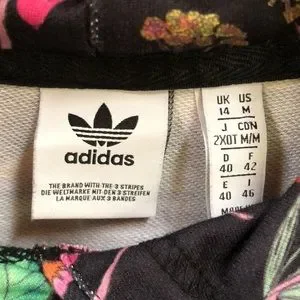 adidas
THE BRAND WITH THE 3 STRIPES
DIE WELTMARKE MIT DEN 3 STREIFEN
LA MARQUE AUX 3 BANDES
UK US
14 M
J CO/N
2XOT M/M
D F
40 42
E I
40 46